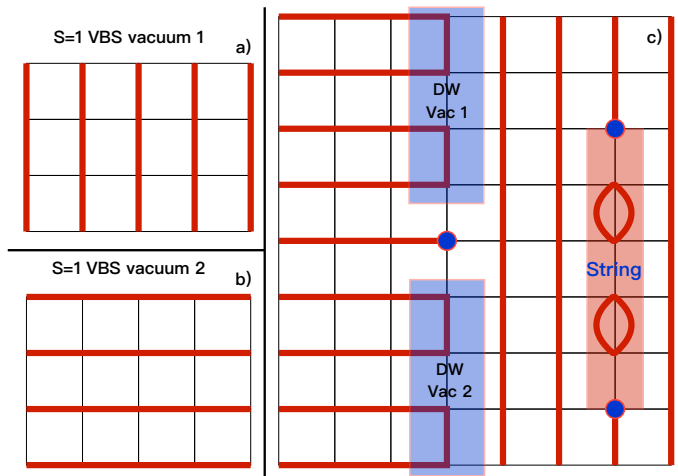 S=1 VBS vacuum 1
a)
S=1 VBS vacuum 2
b)
c)
DW
Vac 1
String
DW
Vac 2